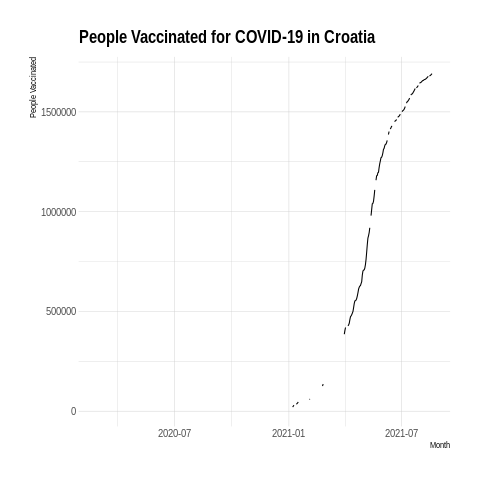 People Vaccinated for COVID-19 in Croatia
People Vaccinated
1500000
1000000
500000
0
2020-07 2021-01 2021-07
Month